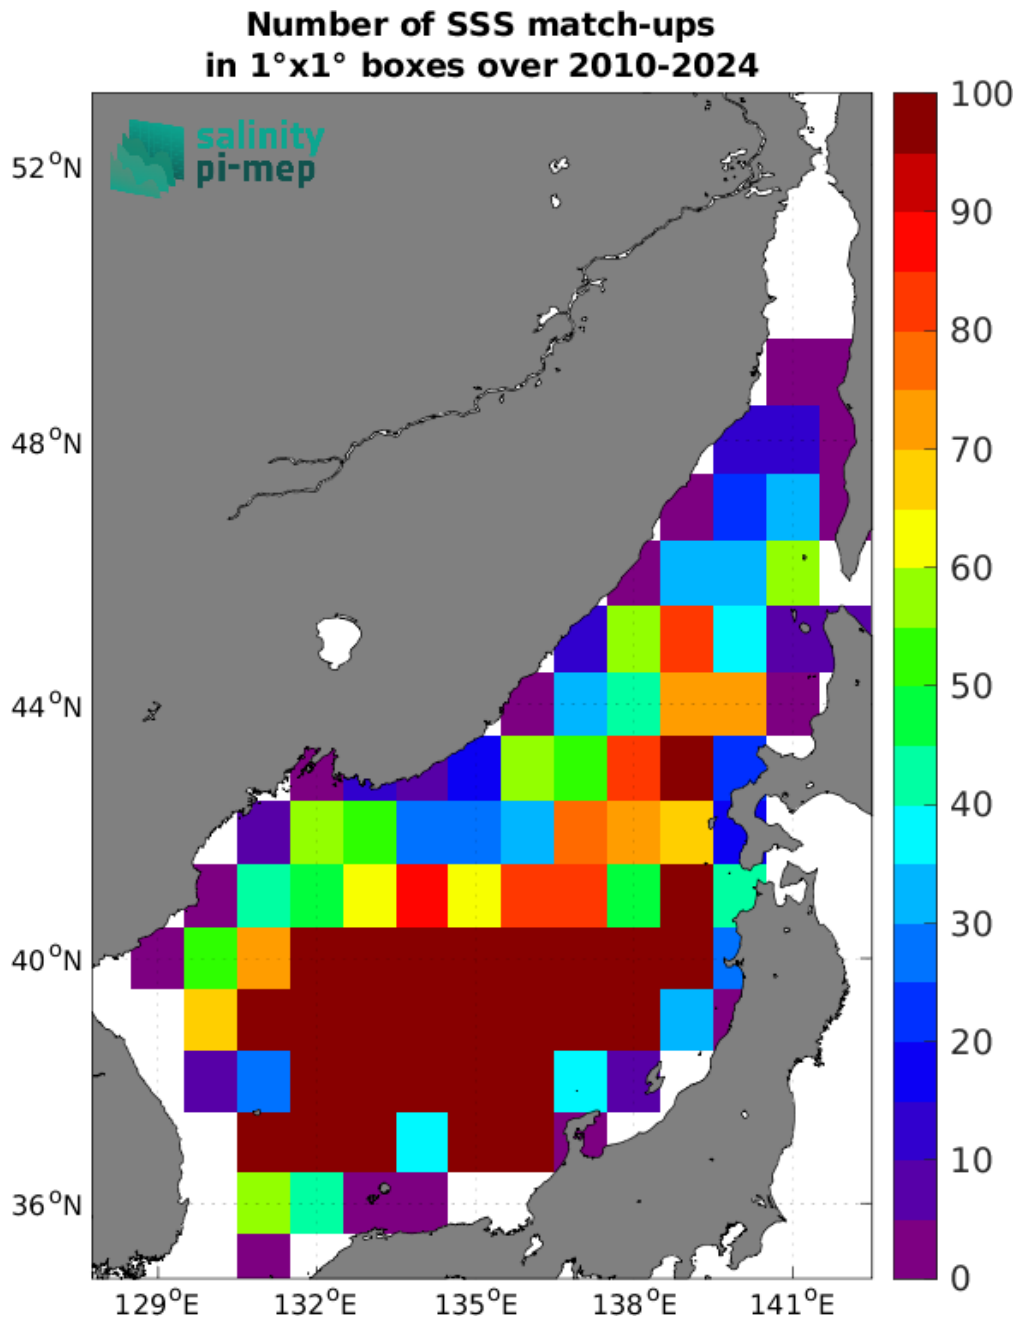 Number of SSS match-ups
in 1°x1° boxes over 2010-2024
salinity
pi-mep
52°N
48°N
44°N
40°N
36°N
129°E
132°E
135°E
138°E
141°E
100
90
80
70
60
50
40
30
20
10
0